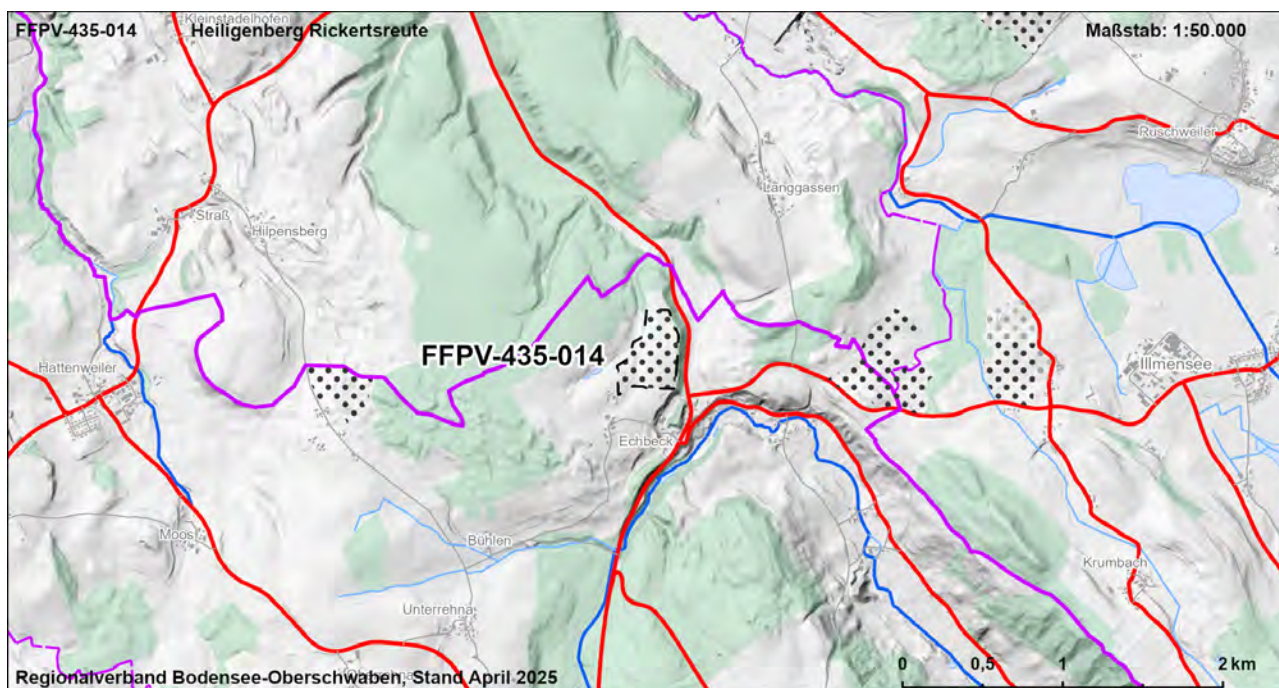 Kleinstadelhofen
FFPV-435-014 Heiligenberg Rickertsreute Maßstab: 1:50.000
Ruschweiler
Langgassen
Straß
Hilpensberg
FFPV-435-014
Hattenweiler
Illmensee
Echbeck
Moos
Bühlen
Krumbach
Unterrehna
0 0,5 1 2 km
Regionalverband Bodensee-Oberschwaben, Stand April 2025